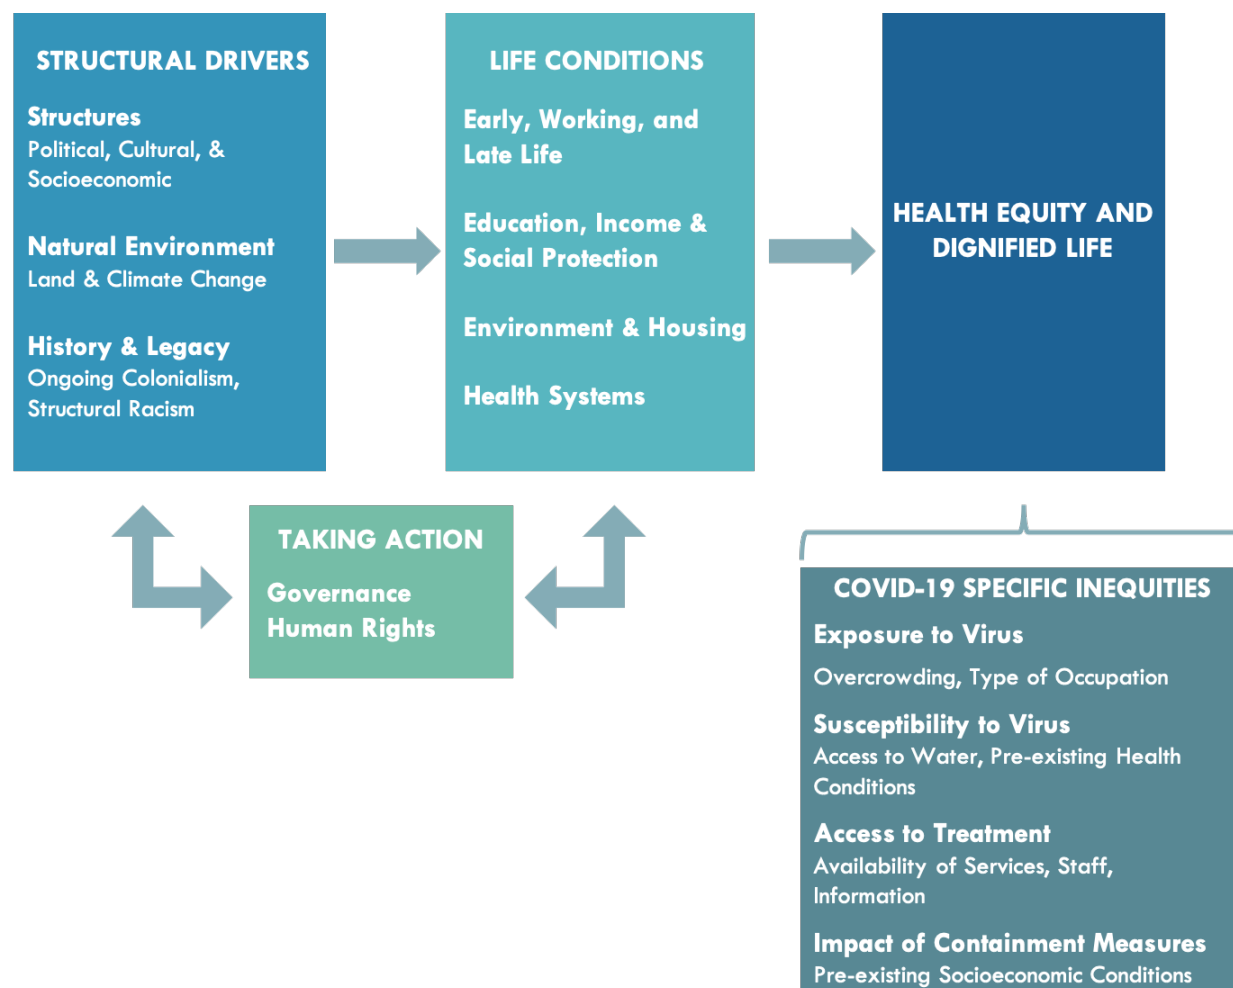 STRUCTURAL DRIVERS
Structures
Political, Cultural, &
Socioeconomic
Natural Environment
Land & Climate Change
History & Legacy
Ongoing Colonialism,
Structural Racism
LIFE CONDITIONS
Early, Working, and
Late Life
Education, Income &
Social Protection
Environment & Housing
Health Systems
HEALTH EQUITY AND
DIGNIFIED LIFE
TAKING ACTION
Governance
Human Rights
COVID-19 SPECIFIC INEQUITIES
Exposure to Virus
Overcrowding, Type of Occupation
Susceptibility to Virus
Access to Water, Pre-existing Health
Conditions
Access to Treatment
Availability of Services, Staff,
Information
Impact of Containment Measures
Pre-existing Socioeconomic Conditions